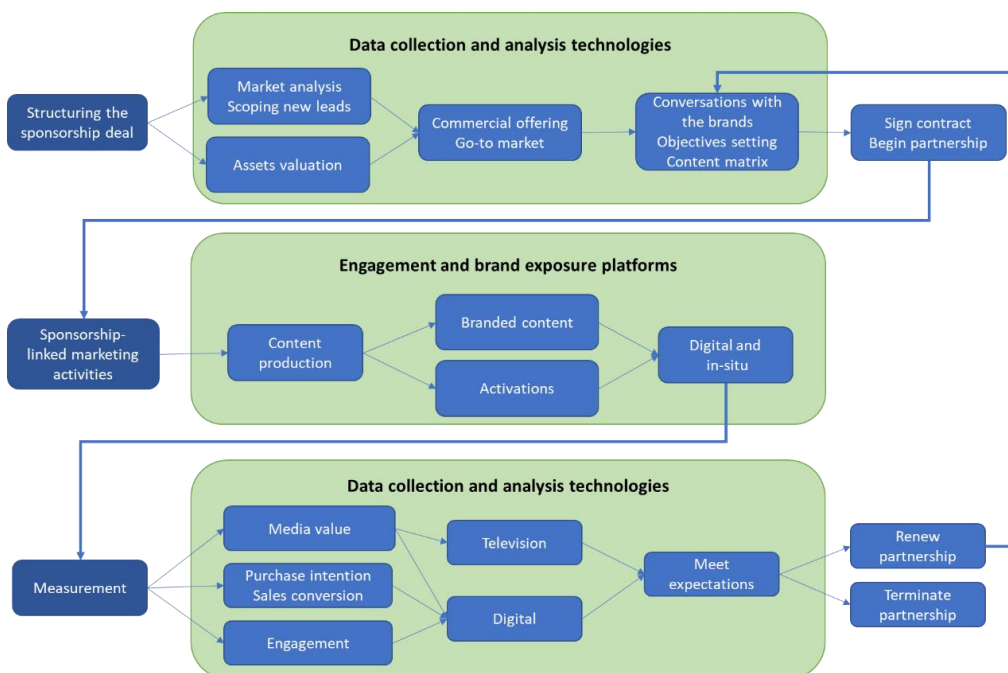 Data collection and analysis technologies
Structuring the
sponsorship deal
Market analysis
Scoping new leads
Assets valuation
Commercial offering
Go-to market
Conversations with
the brands
Objectives setting
Content matrix
Sign contract
Begin partnership
Engagement and brand exposure platforms
Sponsorship-
linked marketing
activities
Content
production
Branded content
Activations
Digital and
in-situ
Data collection and analysis technologies
Measurement
Media value
Purchase intention
Sales conversion
Engagement
Television
Digital
Meet
expectations
Renew
partnership
Terminate
partnership